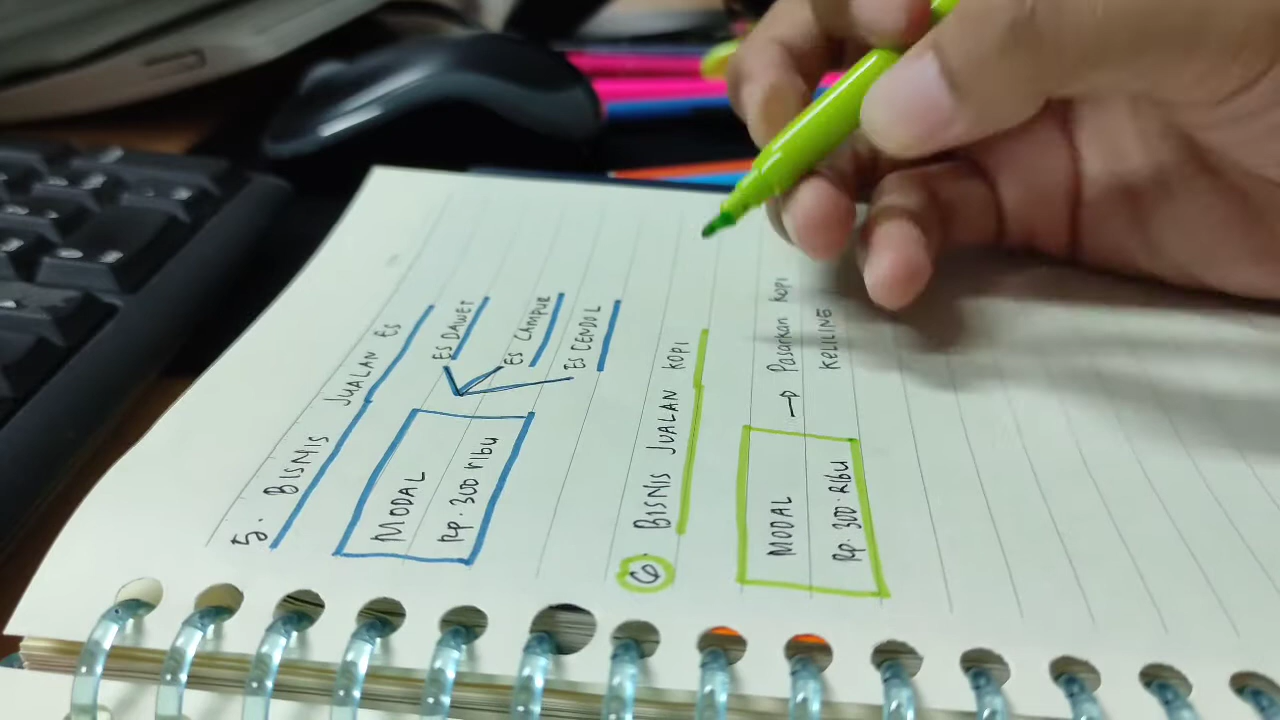 5. BISNIS JUALAN ES
MODAL
Rp. 300 ribu
ES DAWET
ES CAMPUR
ES CENDOL
6 BISNIS JUALAN KOPI
MODAL
Rp. 300. RIBU
→ Pasarkan KOPI
KELILING